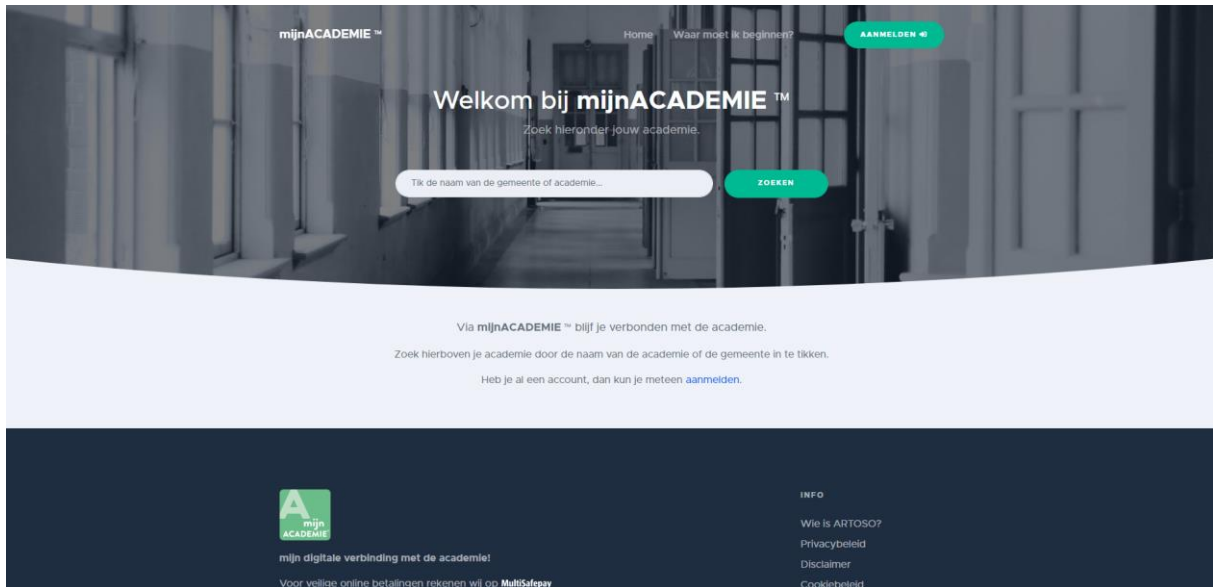 mijnACADEMIE ™
Home
Waar moet ik beginnen?
AANMELDEN
Welkom bij mijnACADEMIE ™
Zoek hieronder jouw academie.
Tik de naam van de gemeente of academie...
ZOEKEN
Via mijnACADEMIE ™ blijf je verbonden met de academie.
Zoek hierboven je academie door de naam van de academie of de gemeente in te tikken.
Heb je al een account, dan kun je meteen aanmelden.
A
mijn
ACADEMIE
mijn digitale verbinding met de academie!
Voor veilige online betalingen rekenen wij op MultiSafepay
INFO
Wie is ARTOSO?
Privacybeleid
Disclaimer
Cookiebeleid